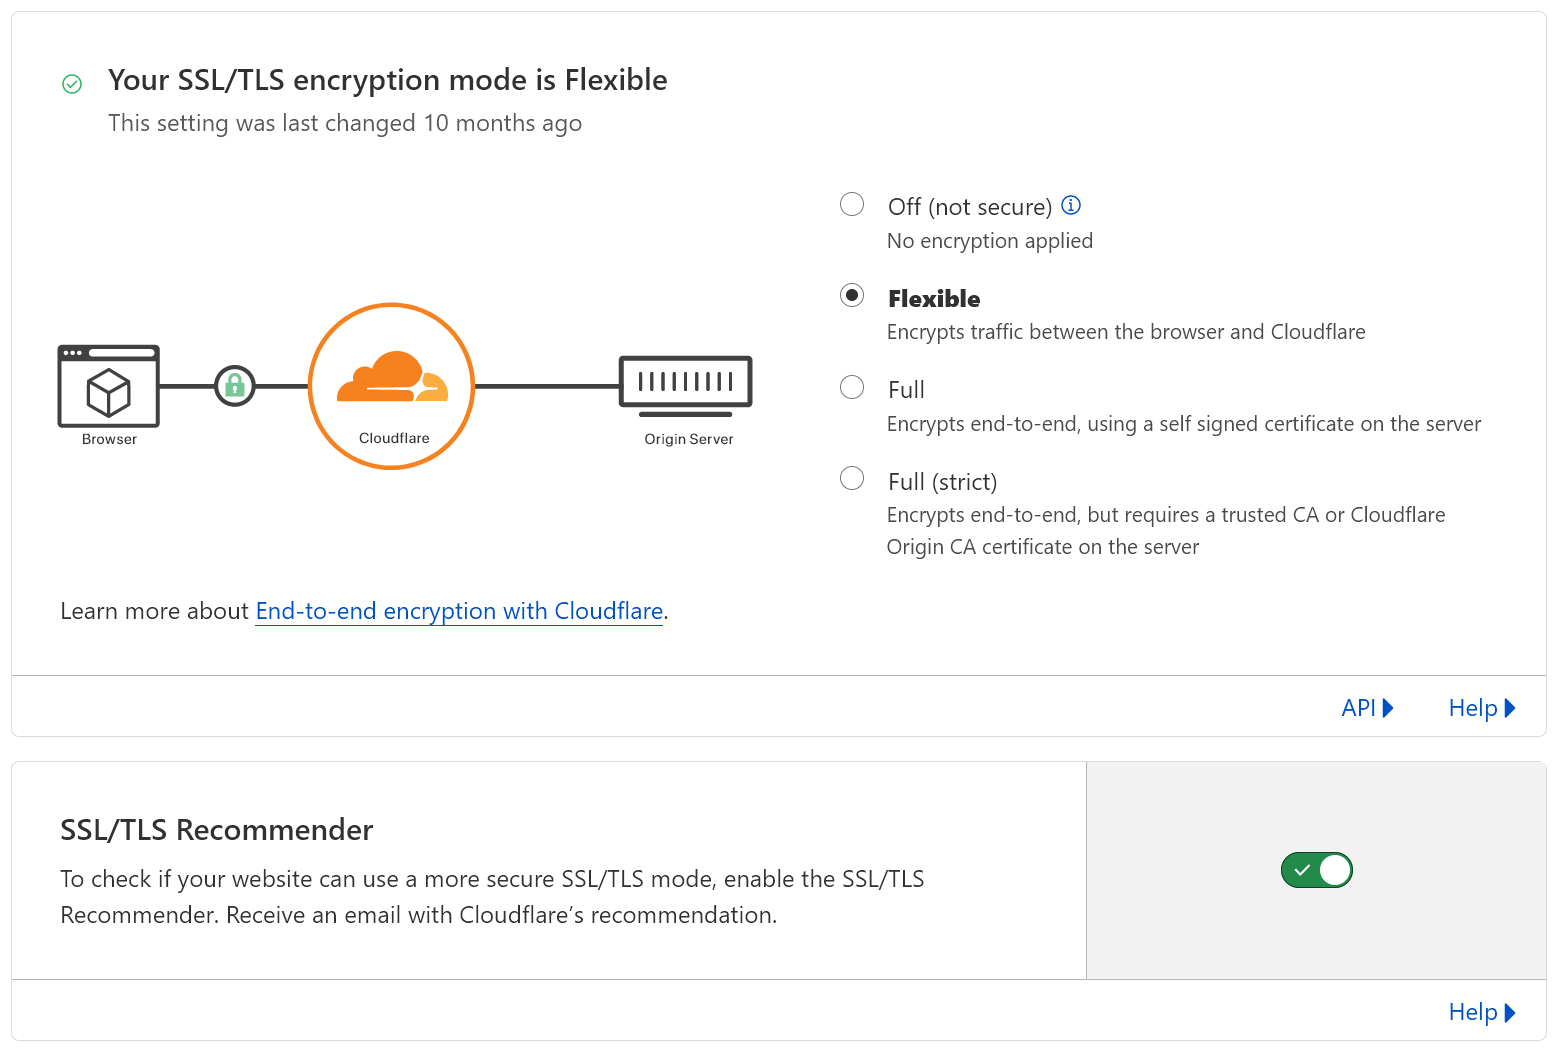 Your SSL/TLS encryption mode is Flexible
This setting was last changed 10 months ago
Browser
Cloudflare
Origin Server
Off (not secure)
No encryption applied
Flexible
Encrypts traffic between the browser and Cloudflare
Full
Encrypts end-to-end, using a self signed certificate on the server
Full (strict)
Encrypts end-to-end, but requires a trusted CA or Cloudflare
Origin CA certificate on the server
Learn more about End-to-end encryption with Cloudflare.
API Help
SSL/TLS Recommender
To check if your website can use a more secure SSL/TLS mode, enable the SSL/TLS
Recommender. Receive an email with Cloudflare’s recommendation.
Help